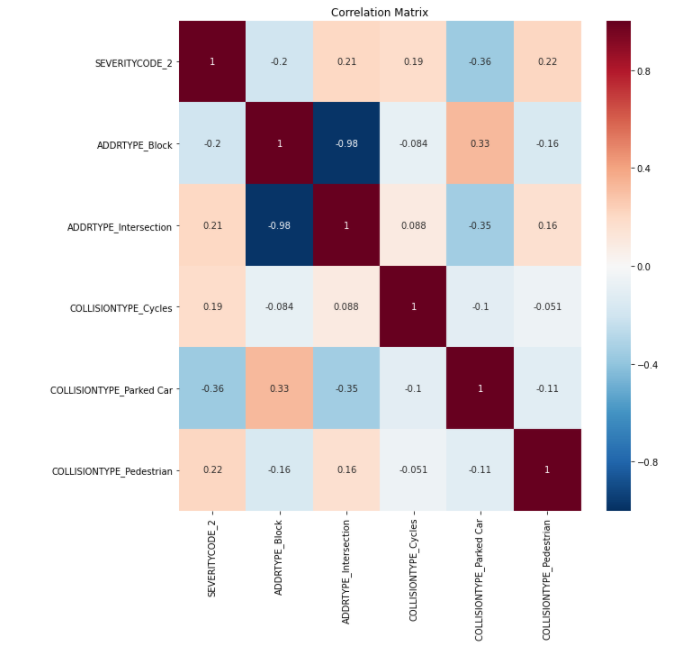 Correlation Matrix
SEVERITYCODE_2 1 -0.2 0.21 0.19 -0.36 0.22
ADDRTYPE_Block -0.2 1 -0.98 -0.084 0.33 -0.16
ADDRTYPE_Intersection 0.21 -0.98 1 0.088 -0.35 0.16
COLLISIONTYPE_Cycles 0.19 -0.084 0.088 1 -0.1 -0.051
COLLISIONTYPE_Parked Car -0.36 0.33 -0.35 -0.1 1 -0.11
COLLISIONTYPE_Pedestrian 0.22 -0.16 0.16 -0.051 -0.11 1
SEVERITYCODE_2
ADDRTYPE_Block
ADDRTYPE_Intersection
COLLISIONTYPE_Cycles
COLLISIONTYPE_Parked Car
COLLISIONTYPE_Pedestrian
0.8
0.4
0.0
−0.4
−0.8